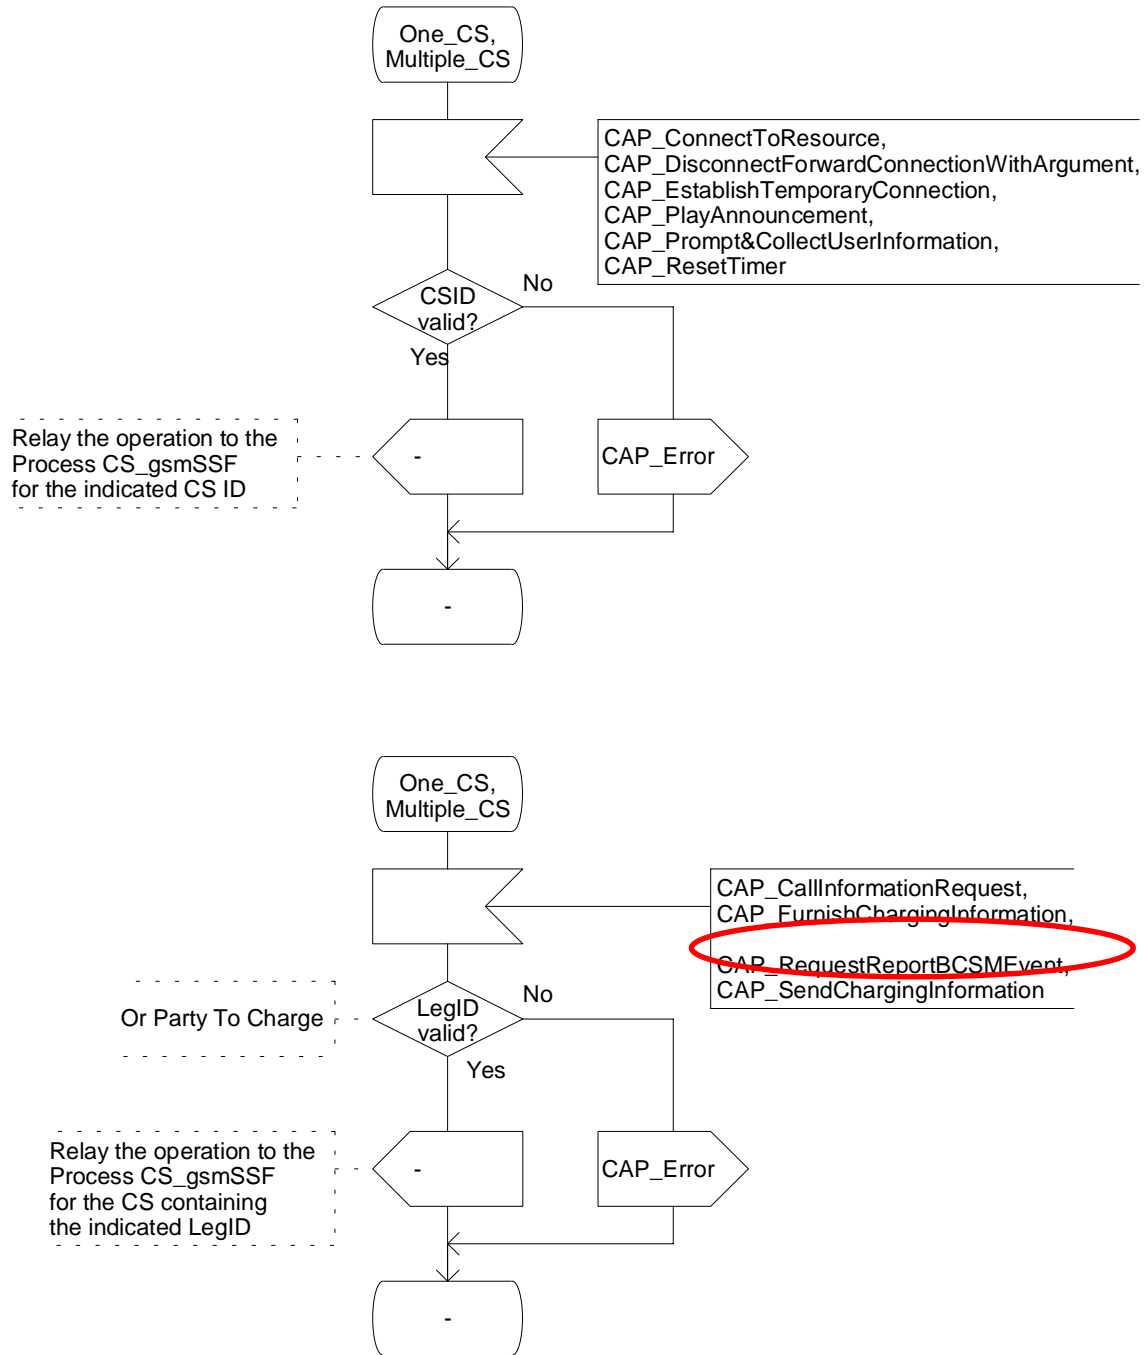 One_CS,
Multiple_CS
CAP_ConnectToResource,
CAP_DisconnectForwardConnectionWithArgument,
CAP_EstablishTemporaryConnection,
CAP_PlayAnnouncement,
CAP_Prompt&CollectUserInformation,
CAP_ResetTimer
CSID
valid?
No
Yes
Relay the operation to the
Process CS_gsmSSF
for the indicated CS ID
-
CAP_Error
-
One_CS,
Multiple_CS
CAP_CallInformationRequest,
CAP_FurnishChargingInformation,
CAP_RequestReportBCSMEvent,
CAP_SendChargingInformation
Or Party To Charge
LegID
valid?
No
Yes
Relay the operation to the
Process CS_gsmSSF
for the CS containing
the indicated LegID
-
CAP_Error
-